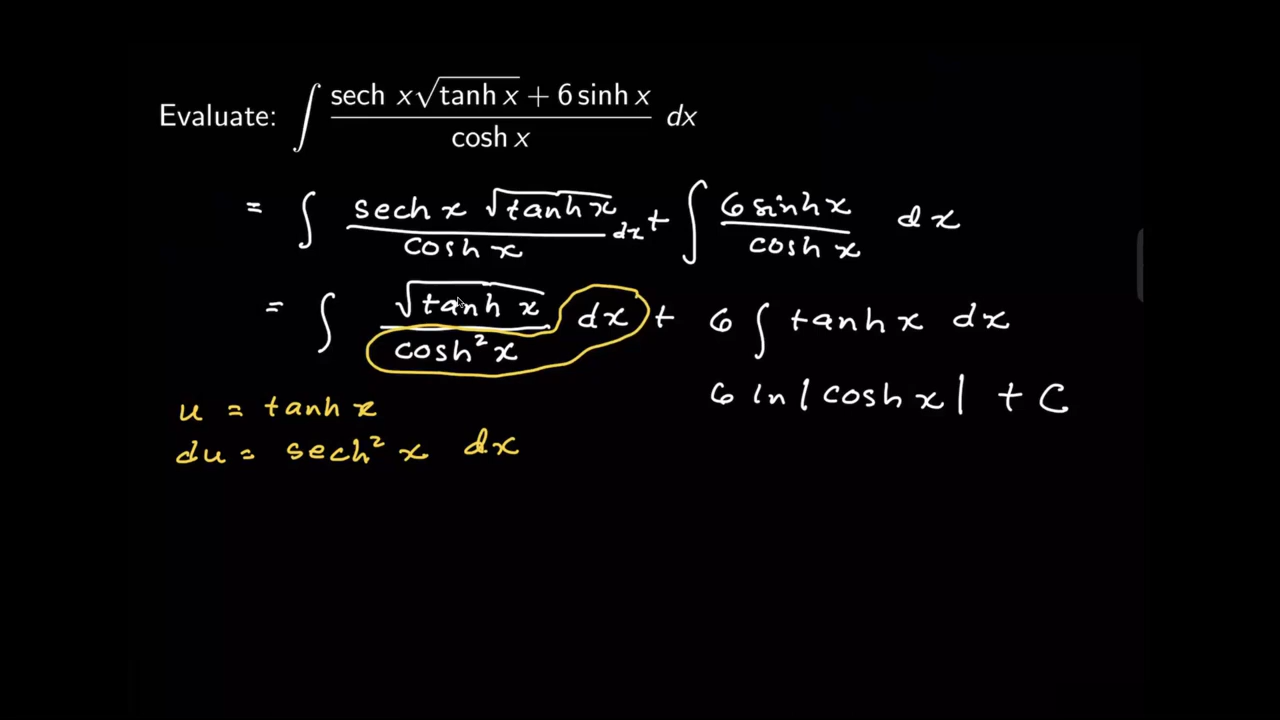 Evaluate: ∫ (sech x√(tanh x) + 6 sinh x)/(cosh x) dx
= ∫ (sech x √(tanh x))/(cosh x) dx + ∫ (6 sinh x)/(cosh x) dx
= ∫ (√(tanh x))/(cosh² x) dx + 6 ∫ tanh x dx
6 ln|cosh x| + C
u = tanh x
du = sech² x dx